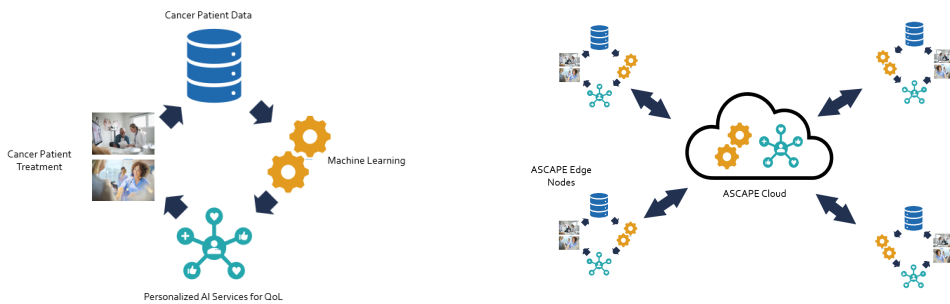 Cancer Patient Data
Cancer Patient
Treatment
Machine Learning
Personalized AI Services for QoL
ASCAPE Edge
Nodes
ASCAPE Cloud